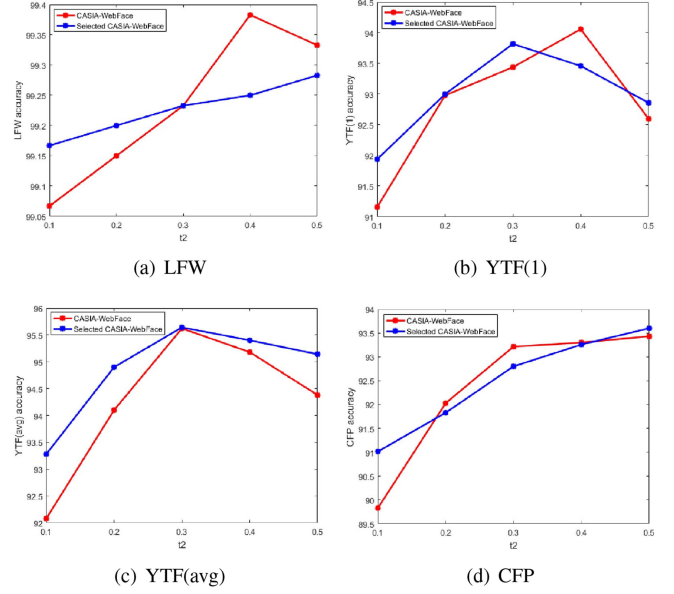 99.4
99.35
99.3
99.25
99.2
99.15
99.1
99.05
LFW accuracy
CASIA-WebFace
Selected CASIA-WebFace
0.1 0.2 0.3 0.4 0.5
t2
(a) LFW
94.5
94
93.5
93
92.5
92
91.5
91
YTF(1) accuracy
CASIA-WebFace
Selected CASIA-WebFace
0.1 0.2 0.3 0.4 0.5
t2
(b) YTF(1)
96
95.5
95
94.5
94
93.5
93
92.5
92
YTF(avg) accuracy
CASIA-WebFace
Selected CASIA-WebFace
0.1 0.2 0.3 0.4 0.5
t2
(c) YTF(avg)
94
93.5
93
92.5
92
91.5
91
90.5
90
89.5
CFP accuracy
CASIA-WebFace
Selected CASIA-WebFace
0.1 0.2 0.3 0.4 0.5
t2
(d) CFP